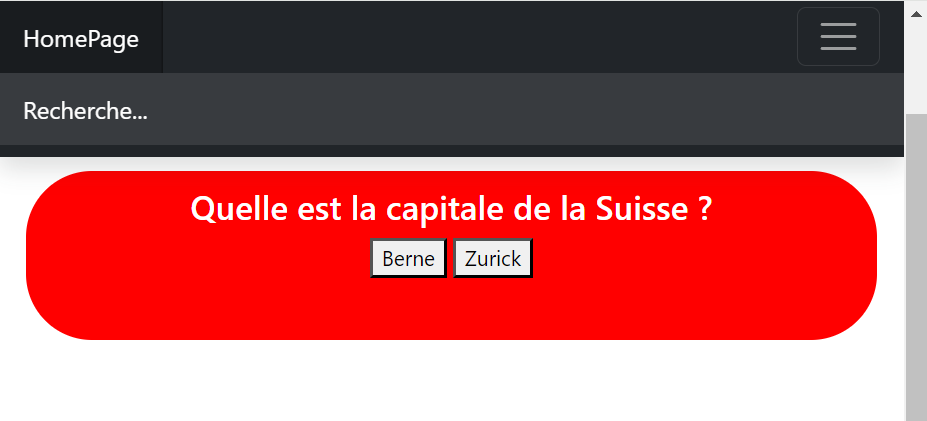 HomePage
Recherche...
Quelle est la capitale de la Suisse ?
Berne Zurick